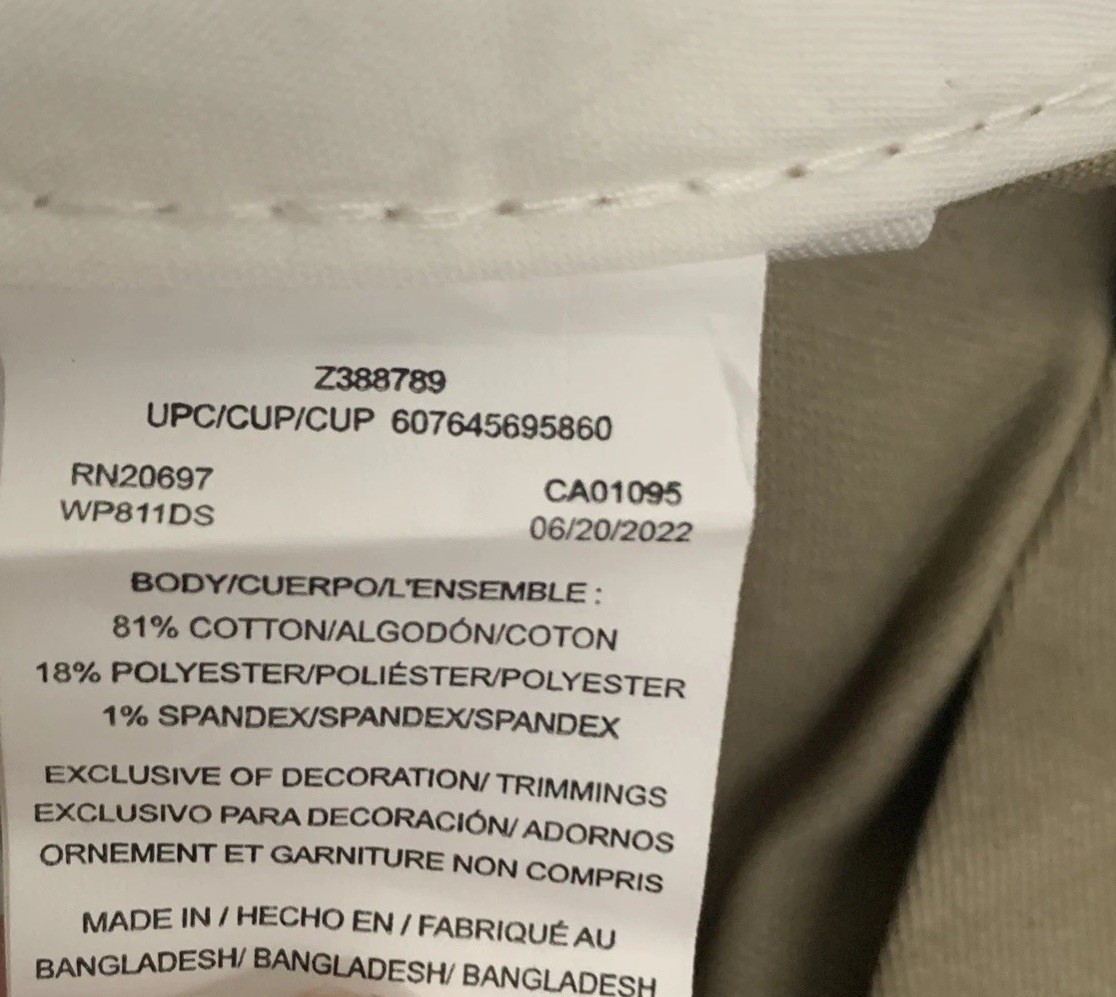 Z388789
UPC/CUP/CUP 607645695860
RN20697
CA01095
WP811DS
06/20/2022
BODY/CUERPO/L'ENSEMBLE :
81% COTTON/ALGODÓN/COTON
18% POLYESTER/POLIÉSTER/POLYESTER
1% SPANDEX/SPANDEX/SPANDEX
EXCLUSIVE OF DECORATION/ TRIMMINGS
EXCLUSIVO PARA DECORACIÓN/ ADORNOS
ORNEMENT ET GARNITURE NON COMPRIS
MADE IN / HECHO EN / FABRIQUÉ AU
BANGLADESH/ BANGLADESH/ BANGLADESH